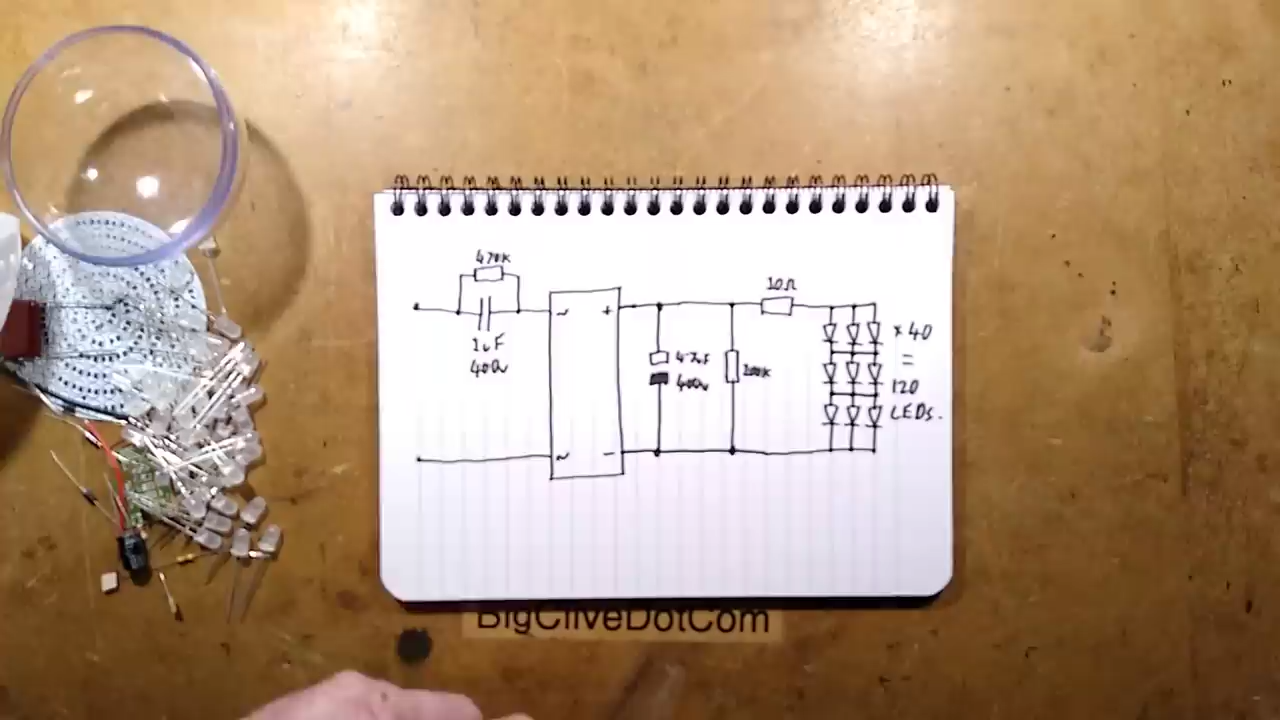 470K
1uF
400v
~ +
~ −
4.7uF
400v
200K
10Ω
× 40
=
120
LEDs.
BigCliveDotCom